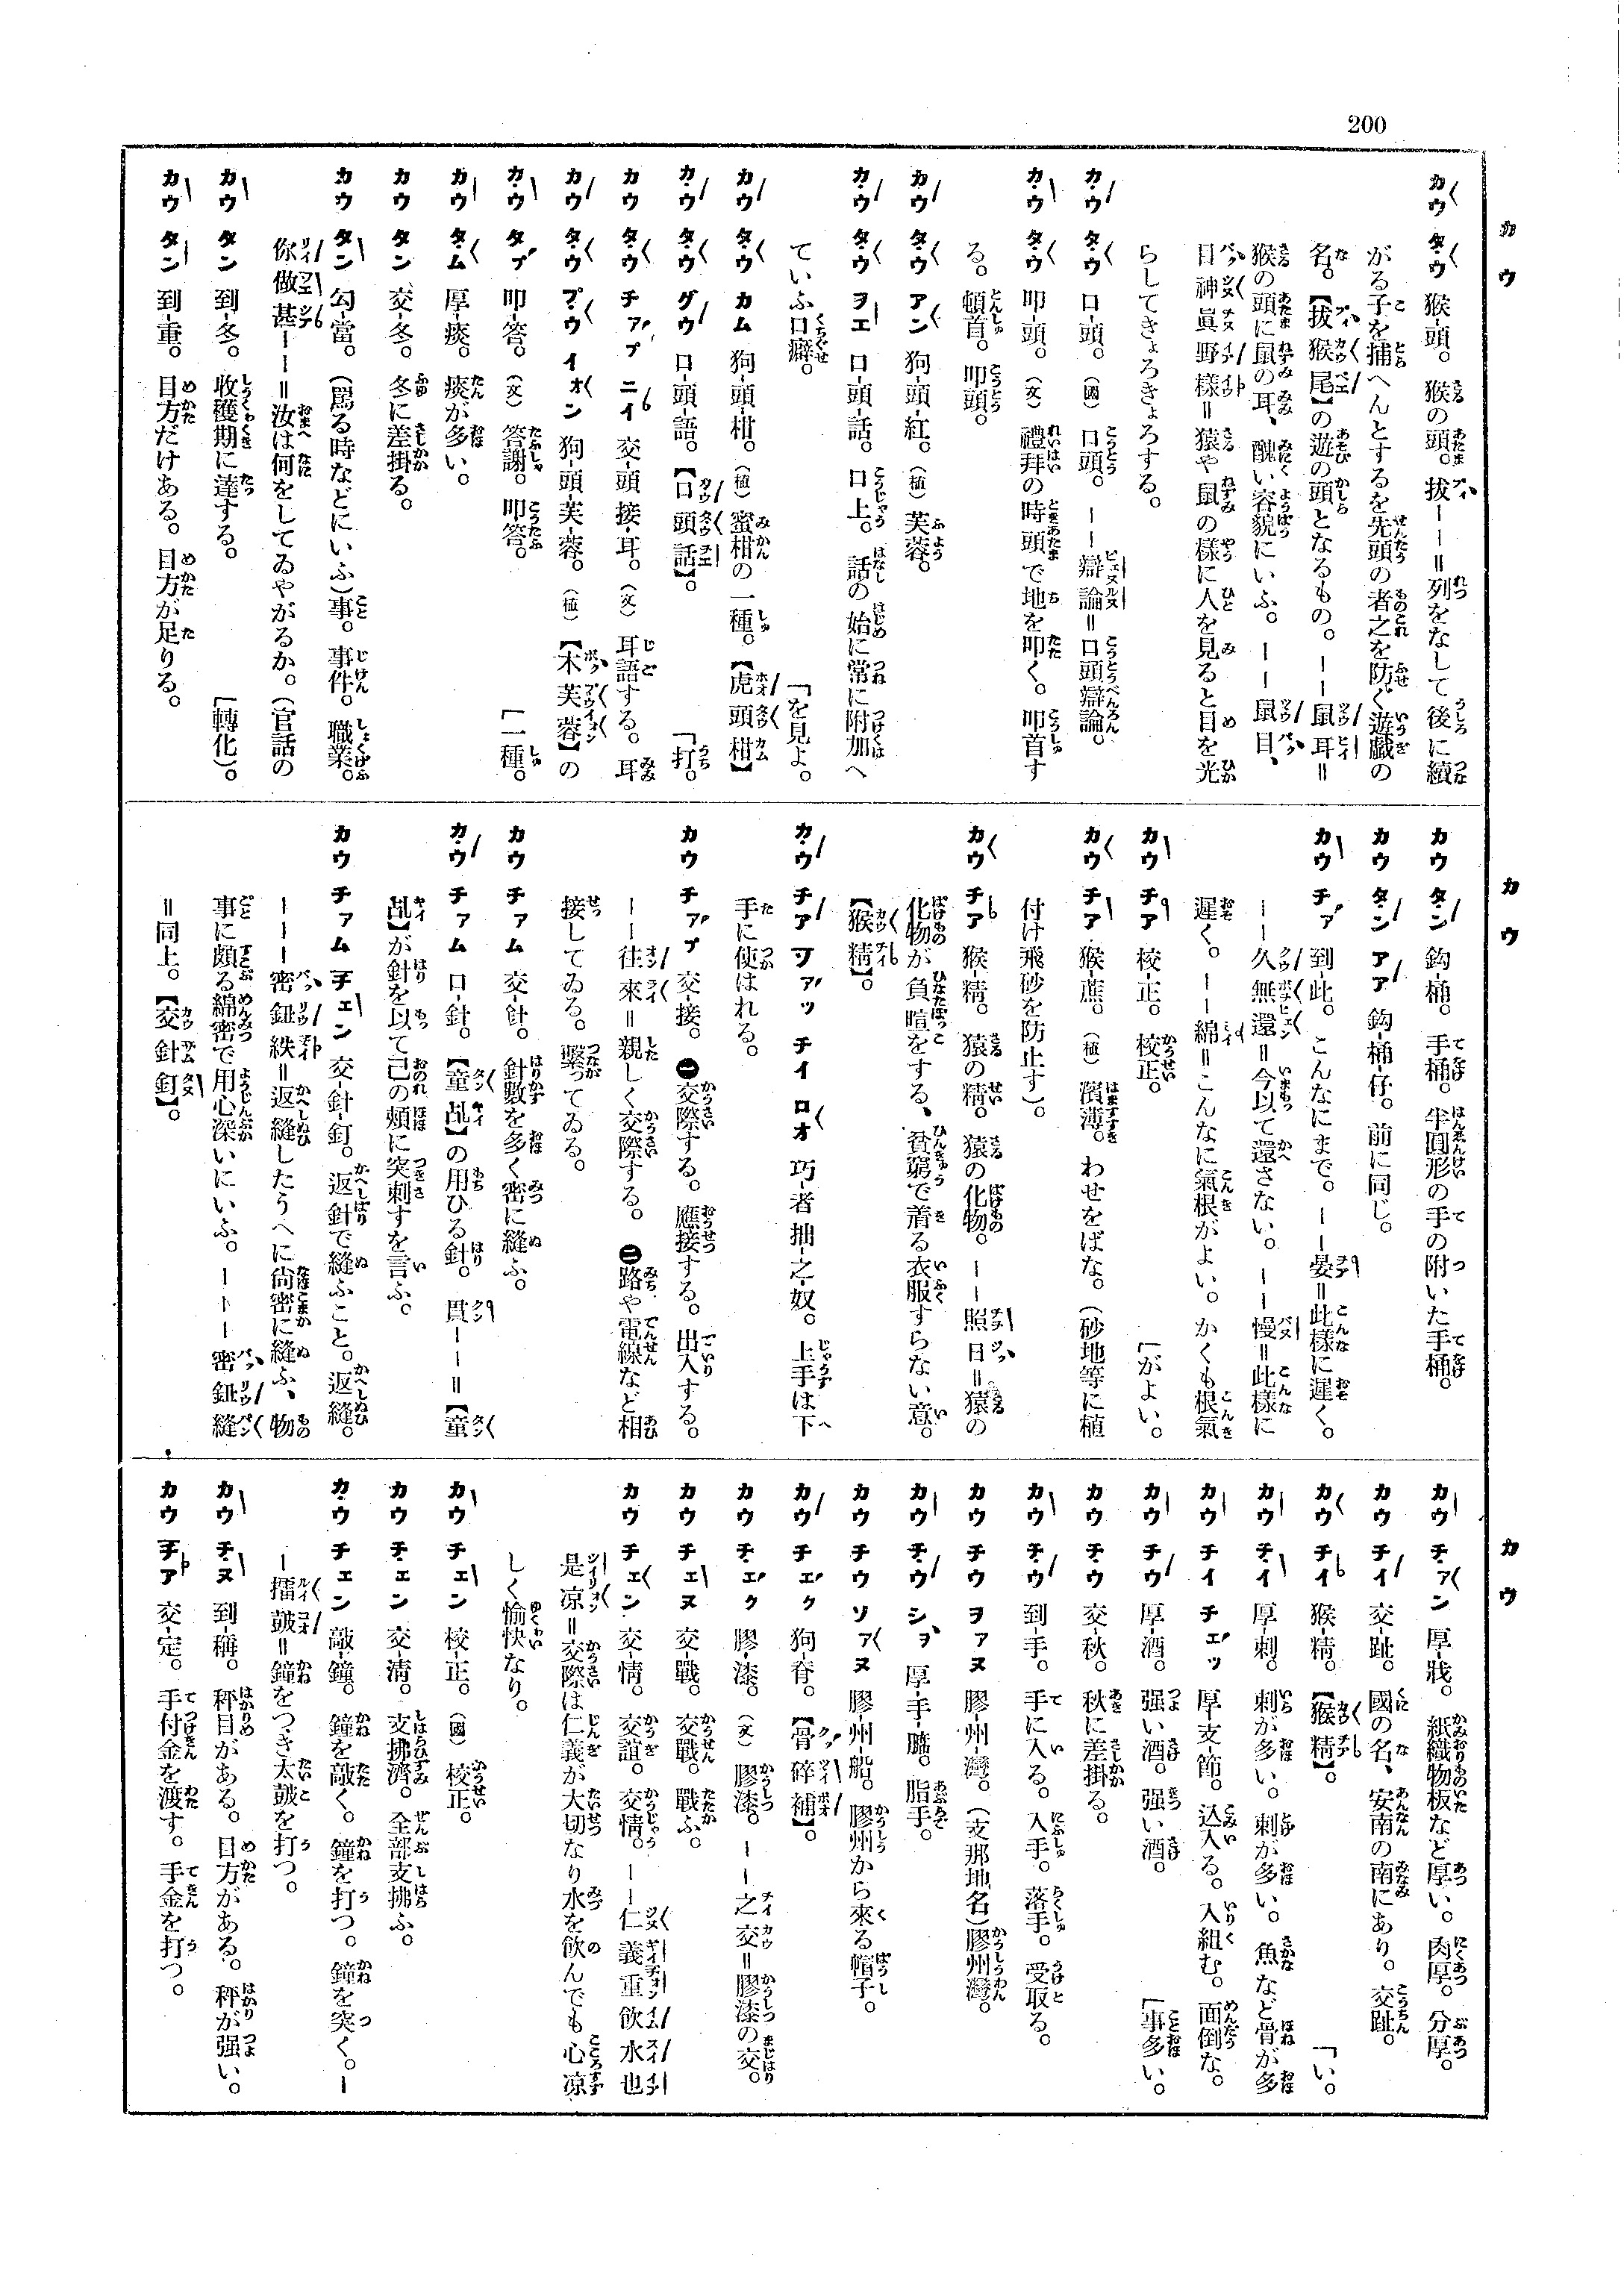 200
カウ
カウ タウ 猴-頭。猴の頭。拔ーー＝列をなして後に續
がる子を捕へんとするを先頭の者之を防ぐ遊戲の
名。【拔猴尾】の遊の頭となるもの。ーー鼠耳＝
猴の頭に鼠の耳、醜い容貌にいふ。ーー鼠目、
目神眞野樣＝猿や鼠の樣に人を見ると目を光
らしてきょろきょろする。
カウ タウ 口-頭。（國）口頭。ーー辯論＝口頭辯論。
カウ タウ 叩-頭。（文）禮拜の時頭で地を叩く。叩首す
る。頓首。叩頭。
カウ タウ アン 狗-頭-紅。（植）芙蓉。
カウ タウ ヲエ 口-頭-話。口上。話の始に常に附加へ
ていふ口癖。 「を見よ。
カウ タウ カム 狗-頭-柑。（植）蜜柑の一種。【虎頭柑】
カウ タウ グウ 口-頭-語。【口頭話】。 「打。
カウ タウ チァプ ニイ 交-頭 接-耳。（文）耳語する。耳
カウ タウ プウ イォン 狗-頭-芙-蓉。（植）【木芙蓉】の
カウ タプ 叩-答。（文）答謝。叩答。 「一種。
カウ タム 厚-痰。痰が多い。
カウ タン 交-冬。冬に差掛る。
カウ タン 勾-當。（罵る時などにいふ）事。事件。職業。
你做甚ーー＝汝は何をしてゐやがるか。（官話の
カウ タン 到-冬。收穫期に達する。 「轉化）。
カウ タン 到-重。目方だけある。目方が足りる。
カウ
カウ タン 鈎-桶。手桶。半圓形の手の附いた手桶。
カウ タン アア 鈎-桶-仔。前に同じ。
カウ チァ 到-此。こんなにまで。ーー晏＝此樣に遲く。
ーー久無還＝今以て還さない。ーー慢＝此樣に
遲く。ーー綿＝こんなに氣根がよい。かくも根氣
カウ チア 校-正。校正。 「がよい。
カウ チア 猴-蔗。（植）濱薄。わせをばな。（砂地等に植
付け飛砂を防止す）。
カウ チア 猴-精。猿の精。猿の化物。ーー照日＝猿の
化物が負暄をする、貧窮で着る衣服すらない意。
【猴精】。
カウ チア ヲァッ チイ ロオ 巧-者 拙-之-奴。上手は下
手に使はれる。
カウ チァプ 交-接。❶交際する。應接する。出入する。
ーー往來＝親しく交際する。❷路や電線など相
接してゐる。繫ってゐる。
カウ チァム 交-針。針數を多く密に縫ふ。
カウ チァム 口-針。【童乩】の用ひる針。貫ーー＝【童
乩】が針を以て己の頰に突刺すを言ふ。
カウ チァム チェン 交-針-釘。返針で縫ふこと。返縫。
ーーー密鈕紩＝返縫したうへに尙密に縫ふ、物
事に頗る綿密で用心深いにいふ。ーーー密鈕縫
＝同上。【交針釘】。
カウ
カウ チァン 厚-戕。紙織物板など厚い。肉厚。分厚。
カウ チイ 交-趾。國の名、安南の南にあり。交趾。
カウ チイ 猴-精。【猴精】。 「い。
カウ チイ 厚-刺。刺が多い。刺が多い。魚など骨が多
カウ チイ チェッ 厚-支-節。込入る。入組む。面倒な。
カウ チウ 厚-酒。强い酒。强い酒。 「事多い。
カウ チウ 交-秋。秋に差掛る。
カウ チウ 到-手。手に入る。入手。落手。受取る。
カウ チウ ヲァヌ 膠-州-灣。（支那地名）膠州灣。
カウ チウ シヲ 厚-手-臕。脂手。
カウ チウ ソァヌ 膠-州-船。膠州から來る帽子。
カウ チェク 狗-脊。【骨碎補】。
カウ チェク 膠-漆。（文）膠漆。ーー之交＝膠漆の交。
カウ チェヌ 交-戰。交戰。戰ふ。
カウ チェン 交-情。交誼。交情。ーー仁義重飮水也
是凉＝交際は仁義が大切なり水を飮んでも心凉
しく愉快なり。
カウ チェン 校-正。（國）校正。
カウ チェン 交-淸。支拂濟。全部支拂ふ。
カウ チェン 敲-鐘。鐘を敲く。鐘を打つ。鐘を突く。ー
ー擂皷＝鐘をつき太皷を打つ。
カウ チヌ 到-稱。秤目がある。目方がある。秤が强い。
カウ チア 交-定。手付金を渡す。手金を打つ。